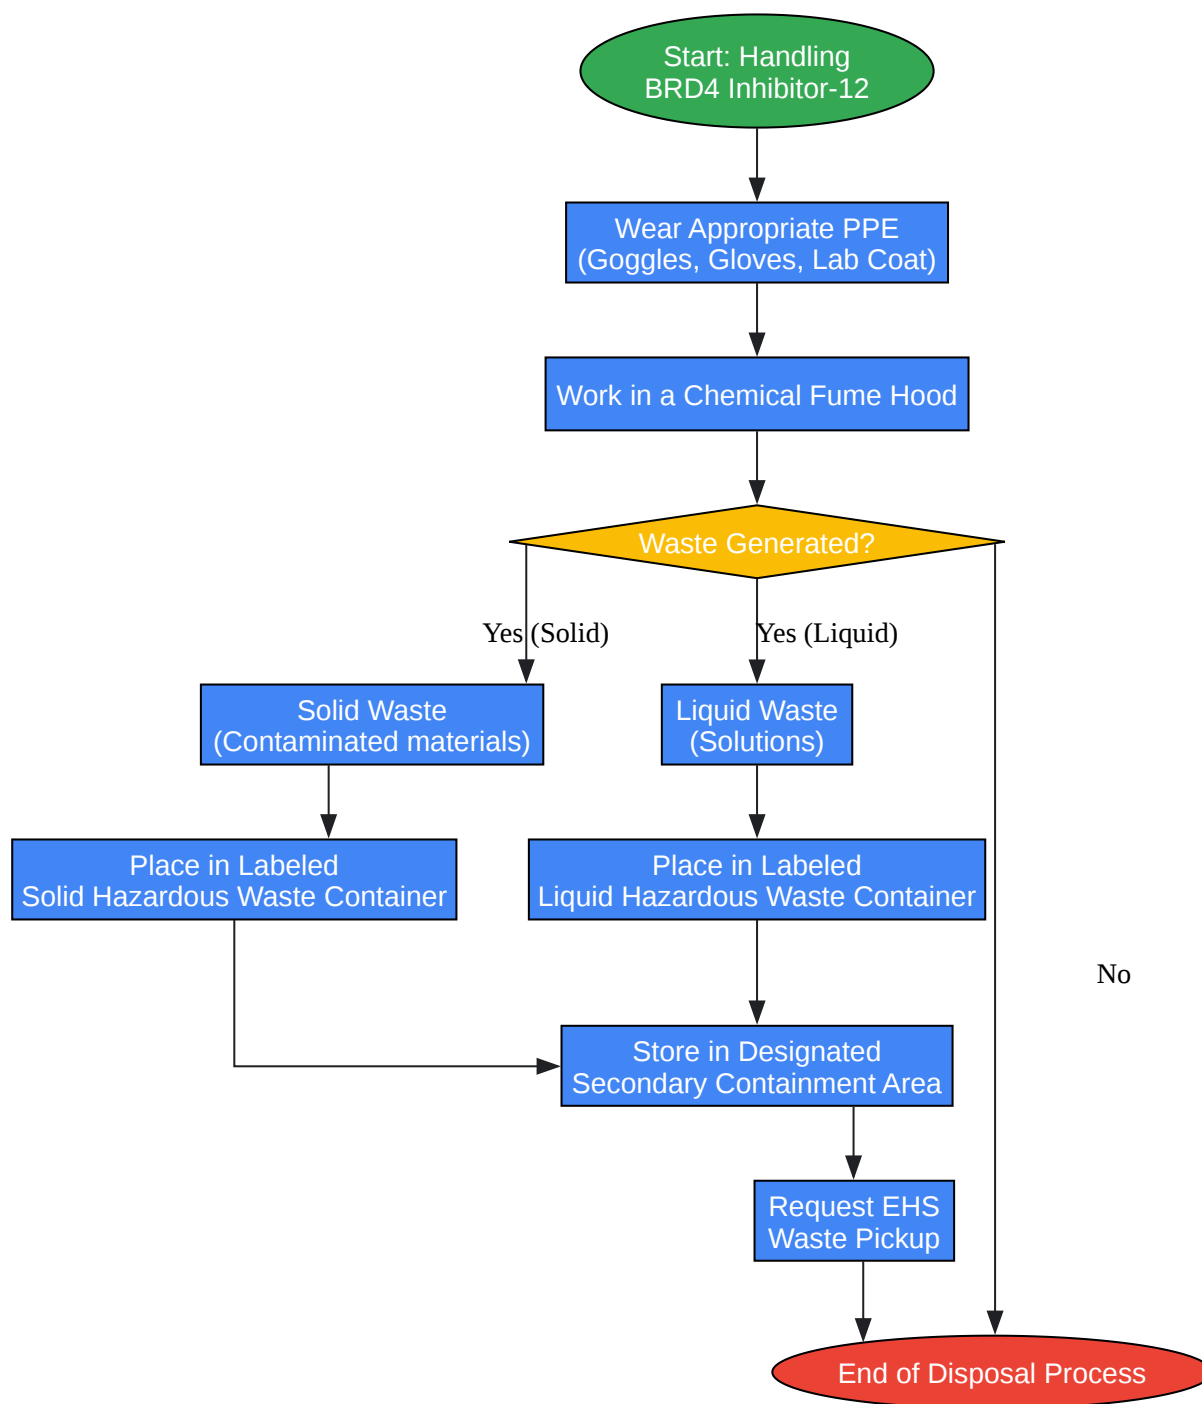 Start: Handling
BRD4 Inhibitor-12
Wear Appropriate PPE
(Goggles, Gloves, Lab Coat)
Work in a Chemical Fume Hood
Waste Generated?
Yes (Solid)
Yes (Liquid)
Solid Waste
(Contaminated materials)
Liquid Waste
(Solutions)
Place in Labeled
Solid Hazardous Waste Container
Place in Labeled
Liquid Hazardous Waste Container
No
Store in Designated
Secondary Containment Area
Request EHS
Waste Pickup
End of Disposal Process